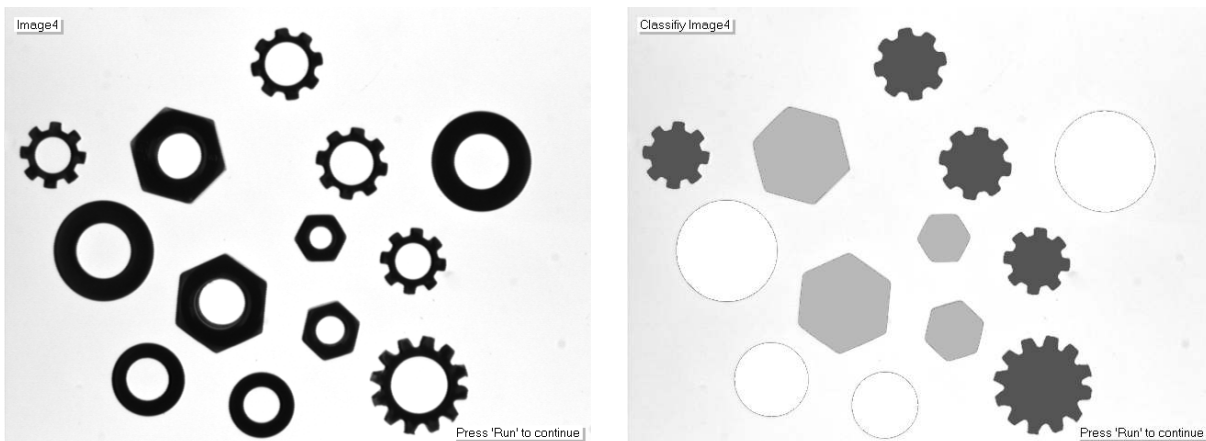 Image4
Classifiy Image4
Press 'Run' to continue
Press 'Run' to continue